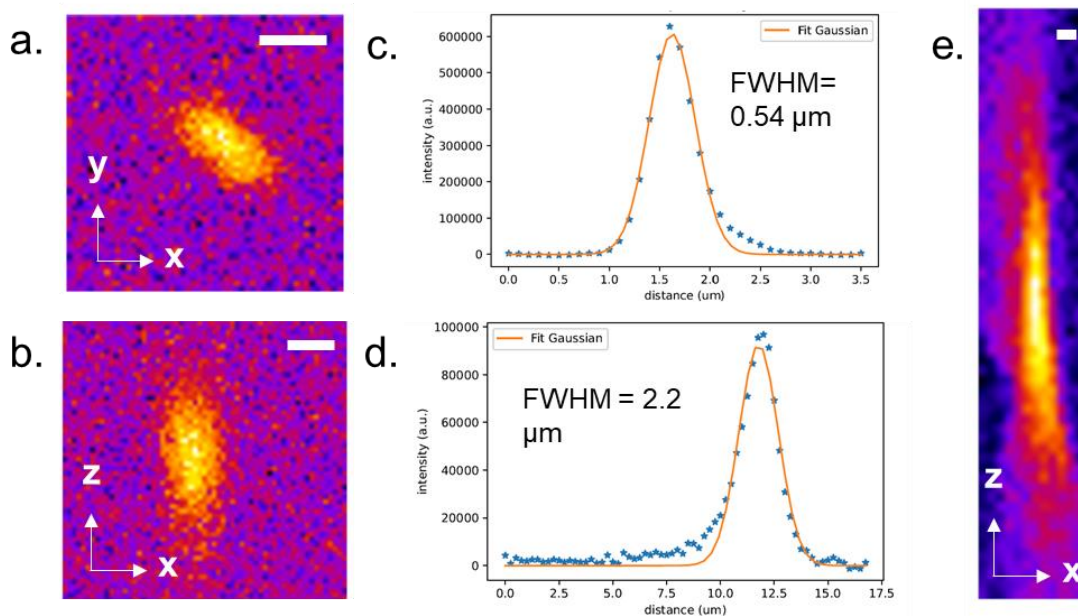 a.
y
x
c.
600000
500000
400000
300000
200000
100000
0
intensity (a.u.)
Fit Gaussian
FWHM=
0.54 μm
0.0 0.5 1.0 1.5 2.0 2.5 3.0 3.5
distance (um)
b.
z
x
d.
100000
80000
60000
40000
20000
0
intensity (a.u.)
Fit Gaussian
FWHM = 2.2
μm
0.0 2.5 5.0 7.5 10.0 12.5 15.0 17.5
distance (um)
e.
z
x